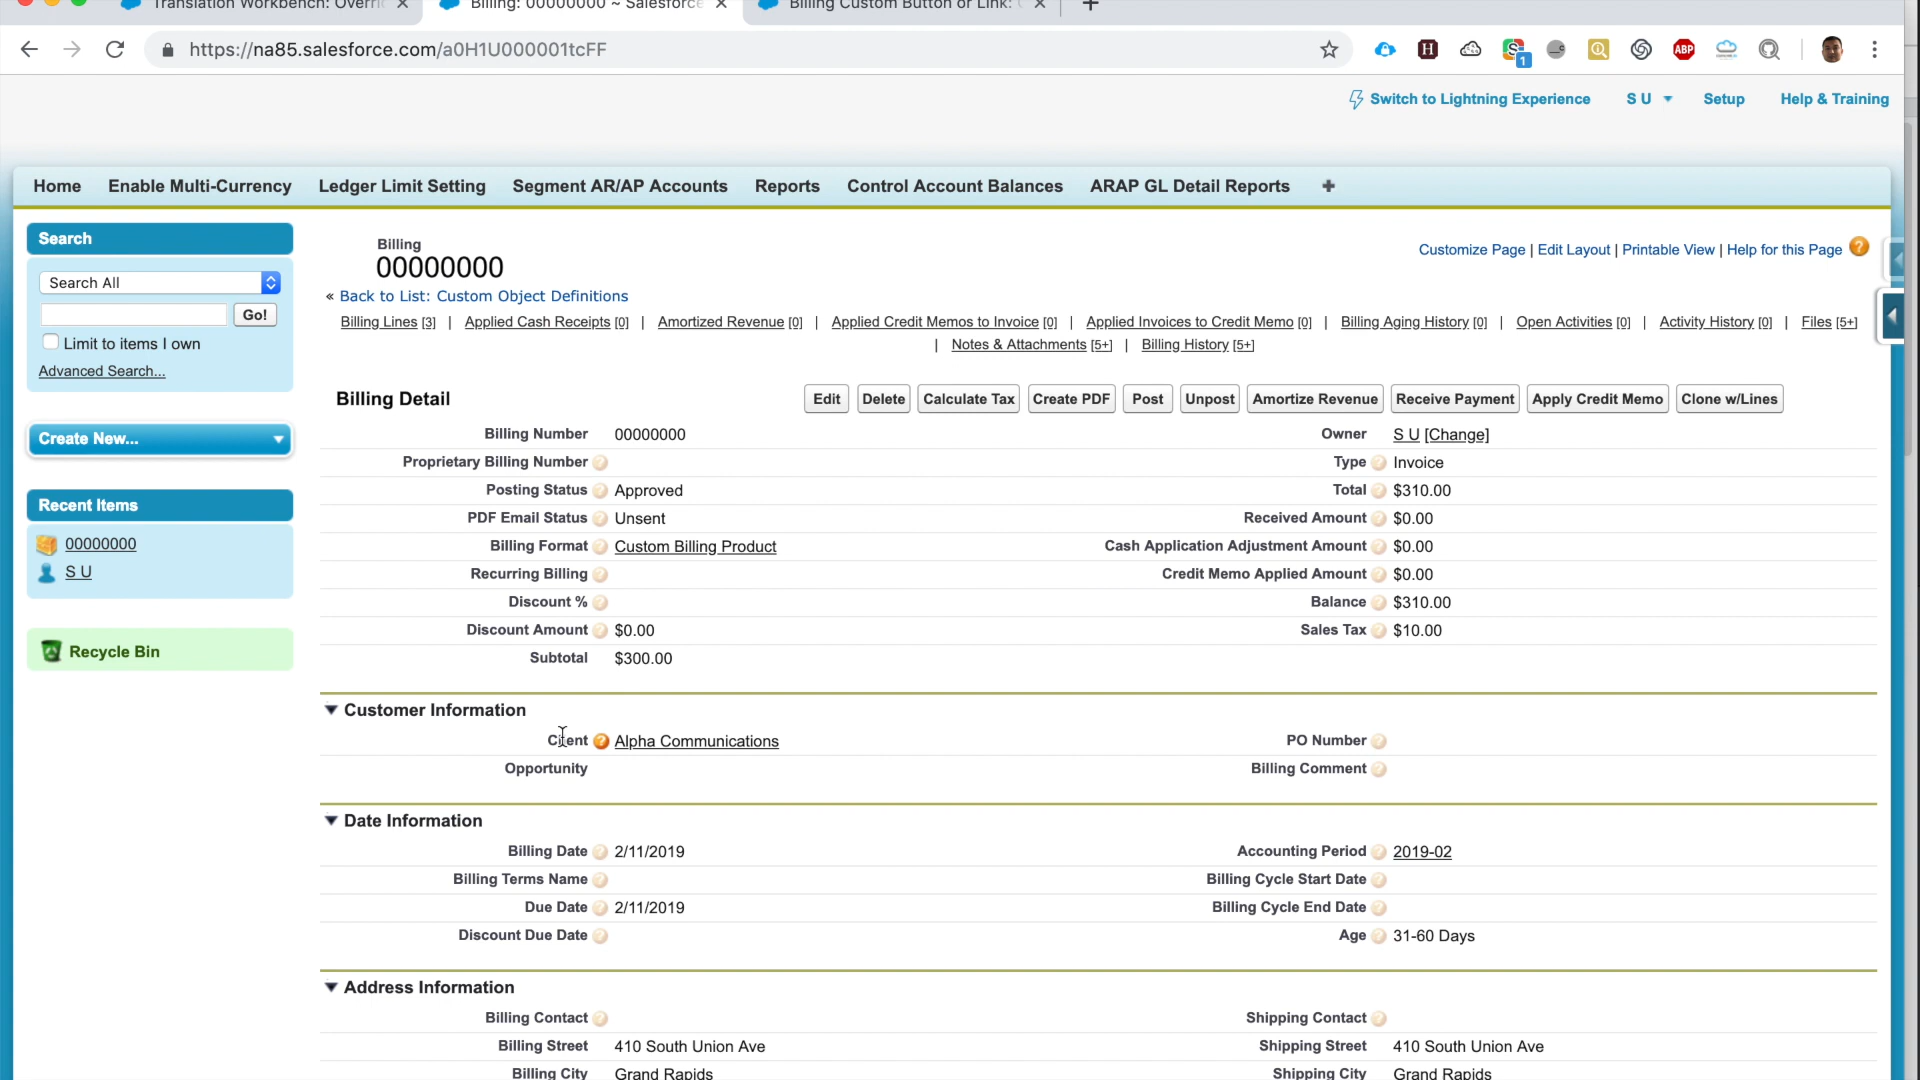 Translation Workbench: Overri
Billing: 00000000 ~ Salesforce
Billing Custom Button or Link:
https://na85.salesforce.com/a0H1U000001tcFF
1
ABP
Switch to Lightning Experience
S U
Setup
Help & Training
Home
Enable Multi-Currency
Ledger Limit Setting
Segment AR/AP Accounts
Reports
Control Account Balances
ARAP GL Detail Reports
Search
Search All
Go!
Limit to items I own
Advanced Search...
Create New...
Recent Items
00000000
S U
Recycle Bin
Billing
00000000
Customize Page | Edit Layout | Printable View | Help for this Page
« Back to List: Custom Object Definitions
Billing Lines [3] | Applied Cash Receipts [0] | Amortized Revenue [0] | Applied Credit Memos to Invoice [0] | Applied Invoices to Credit Memo [0] | Billing Aging History [0] | Open Activities [0] | Activity History [0] | Files [5+]
| Notes & Attachments [5+] | Billing History [5+]
Billing Detail
Edit Delete Calculate Tax Create PDF Post Unpost Amortize Revenue Receive Payment Apply Credit Memo Clone w/Lines
Billing Number 00000000 Owner S U [Change]
Proprietary Billing Number Type Invoice
Posting Status Approved Total $310.00
PDF Email Status Unsent Received Amount $0.00
Billing Format Custom Billing Product Cash Application Adjustment Amount $0.00
Recurring Billing Credit Memo Applied Amount $0.00
Discount % Balance $310.00
Discount Amount $0.00 Sales Tax $10.00
Subtotal $300.00
Customer Information
Client Alpha Communications PO Number
Opportunity Billing Comment
Date Information
Billing Date 2/11/2019 Accounting Period 2019-02
Billing Terms Name Billing Cycle Start Date
Due Date 2/11/2019 Billing Cycle End Date
Discount Due Date Age 31-60 Days
Address Information
Billing Contact Shipping Contact
Billing Street 410 South Union Ave Shipping Street 410 South Union Ave
Billing City Grand Rapids Shipping City Grand Rapids